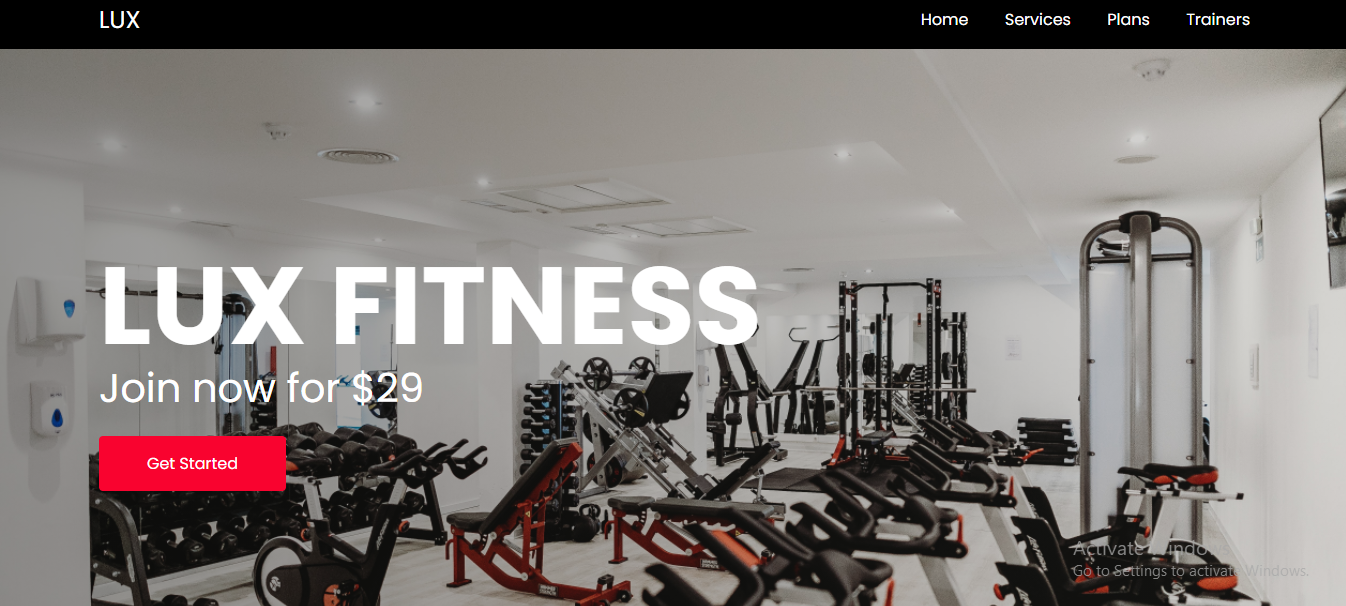 LUX
Home Services Plans Trainers
LUX FITNESS
Join now for $29
Get Started
Activate Windows
Go to Settings to activate Windows.